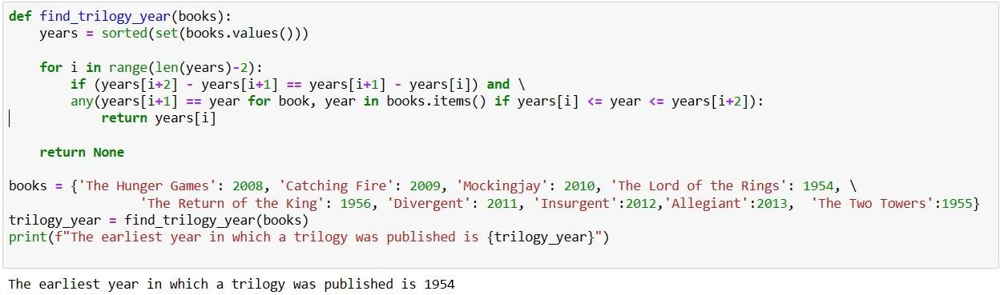 def find_trilogy_year(books):
    years = sorted(set(books.values()))
    for i in range(len(years)-2):
        if (years[i+2] - years[i+1] == years[i+1] - years[i]) and \
        any(years[i+1] == year for book, year in books.items() if years[i] <= year <= years[i+2]):
            return years[i]
    return None
books = {'The Hunger Games': 2008, 'Catching Fire': 2009, 'Mockingjay': 2010, 'The Lord of the Rings': 1954, \
                 'The Return of the King': 1956, 'Divergent': 2011, 'Insurgent':2012,'Allegiant':2013,  'The Two Towers':1955}
trilogy_year = find_trilogy_year(books)
print(f"The earliest year in which a trilogy was published is {trilogy_year}")
The earliest year in which a trilogy was published is 1954